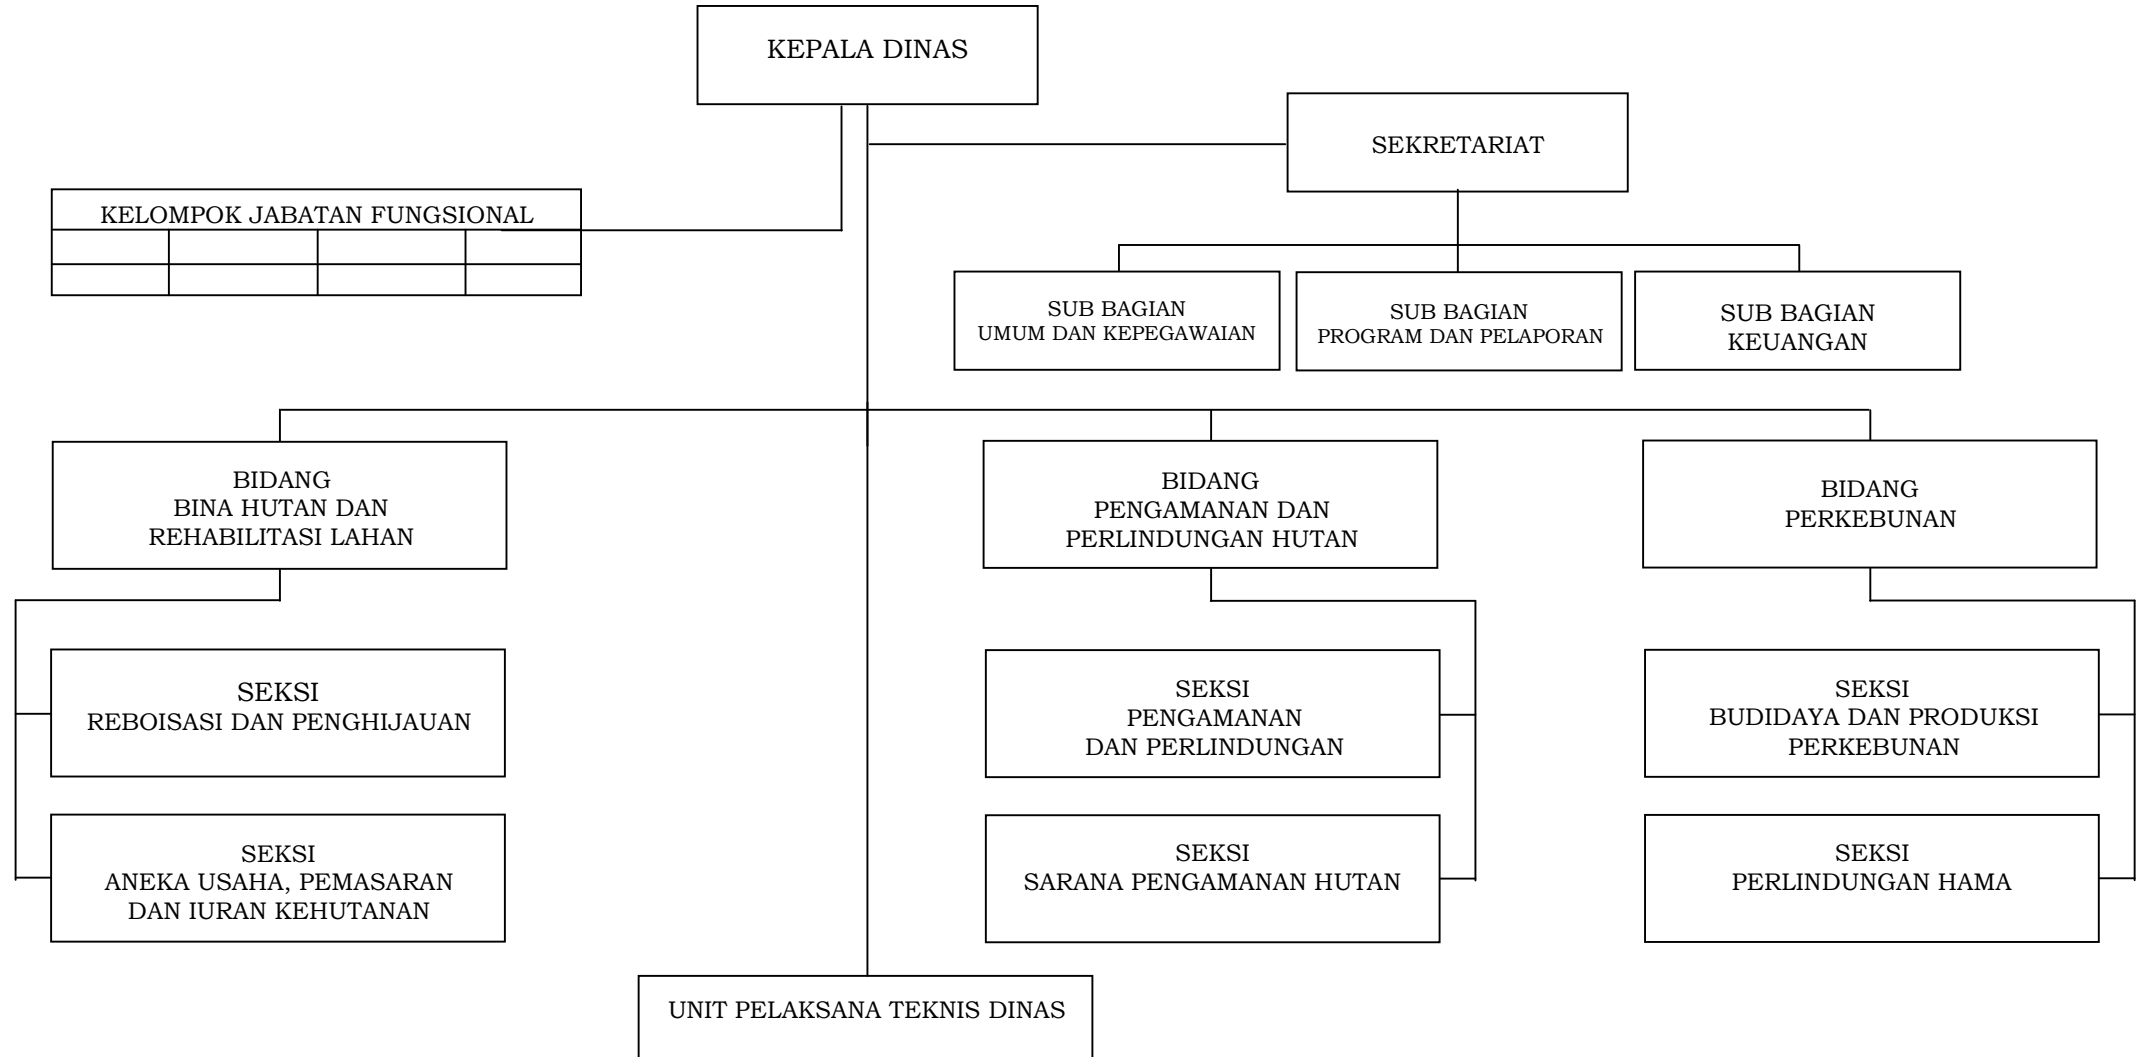 KEPALA DINAS
SEKRETARIAT
KELOMPOK JABATAN FUNGSIONAL
SUB BAGIAN
UMUM DAN KEPEGAWAIAN
SUB BAGIAN
PROGRAM DAN PELAPORAN
SUB BAGIAN
KEUANGAN
BIDANG
BINA HUTAN DAN
REHABILITASI LAHAN
BIDANG
PENGAMANAN DAN
PERLINDUNGAN HUTAN
BIDANG
PERKEBUNAN
SEKSI
REBOISASI DAN PENGHIJAUAN
SEKSI
PENGAMANAN
DAN PERLINDUNGAN
SEKSI
BUDIDAYA DAN PRODUKSI
PERKEBUNAN
SEKSI
ANEKA USAHA, PEMASARAN
DAN IURAN KEHUTANAN
SEKSI
SARANA PENGAMANAN HUTAN
SEKSI
PERLINDUNGAN HAMA
UNIT PELAKSANA TEKNIS DINAS